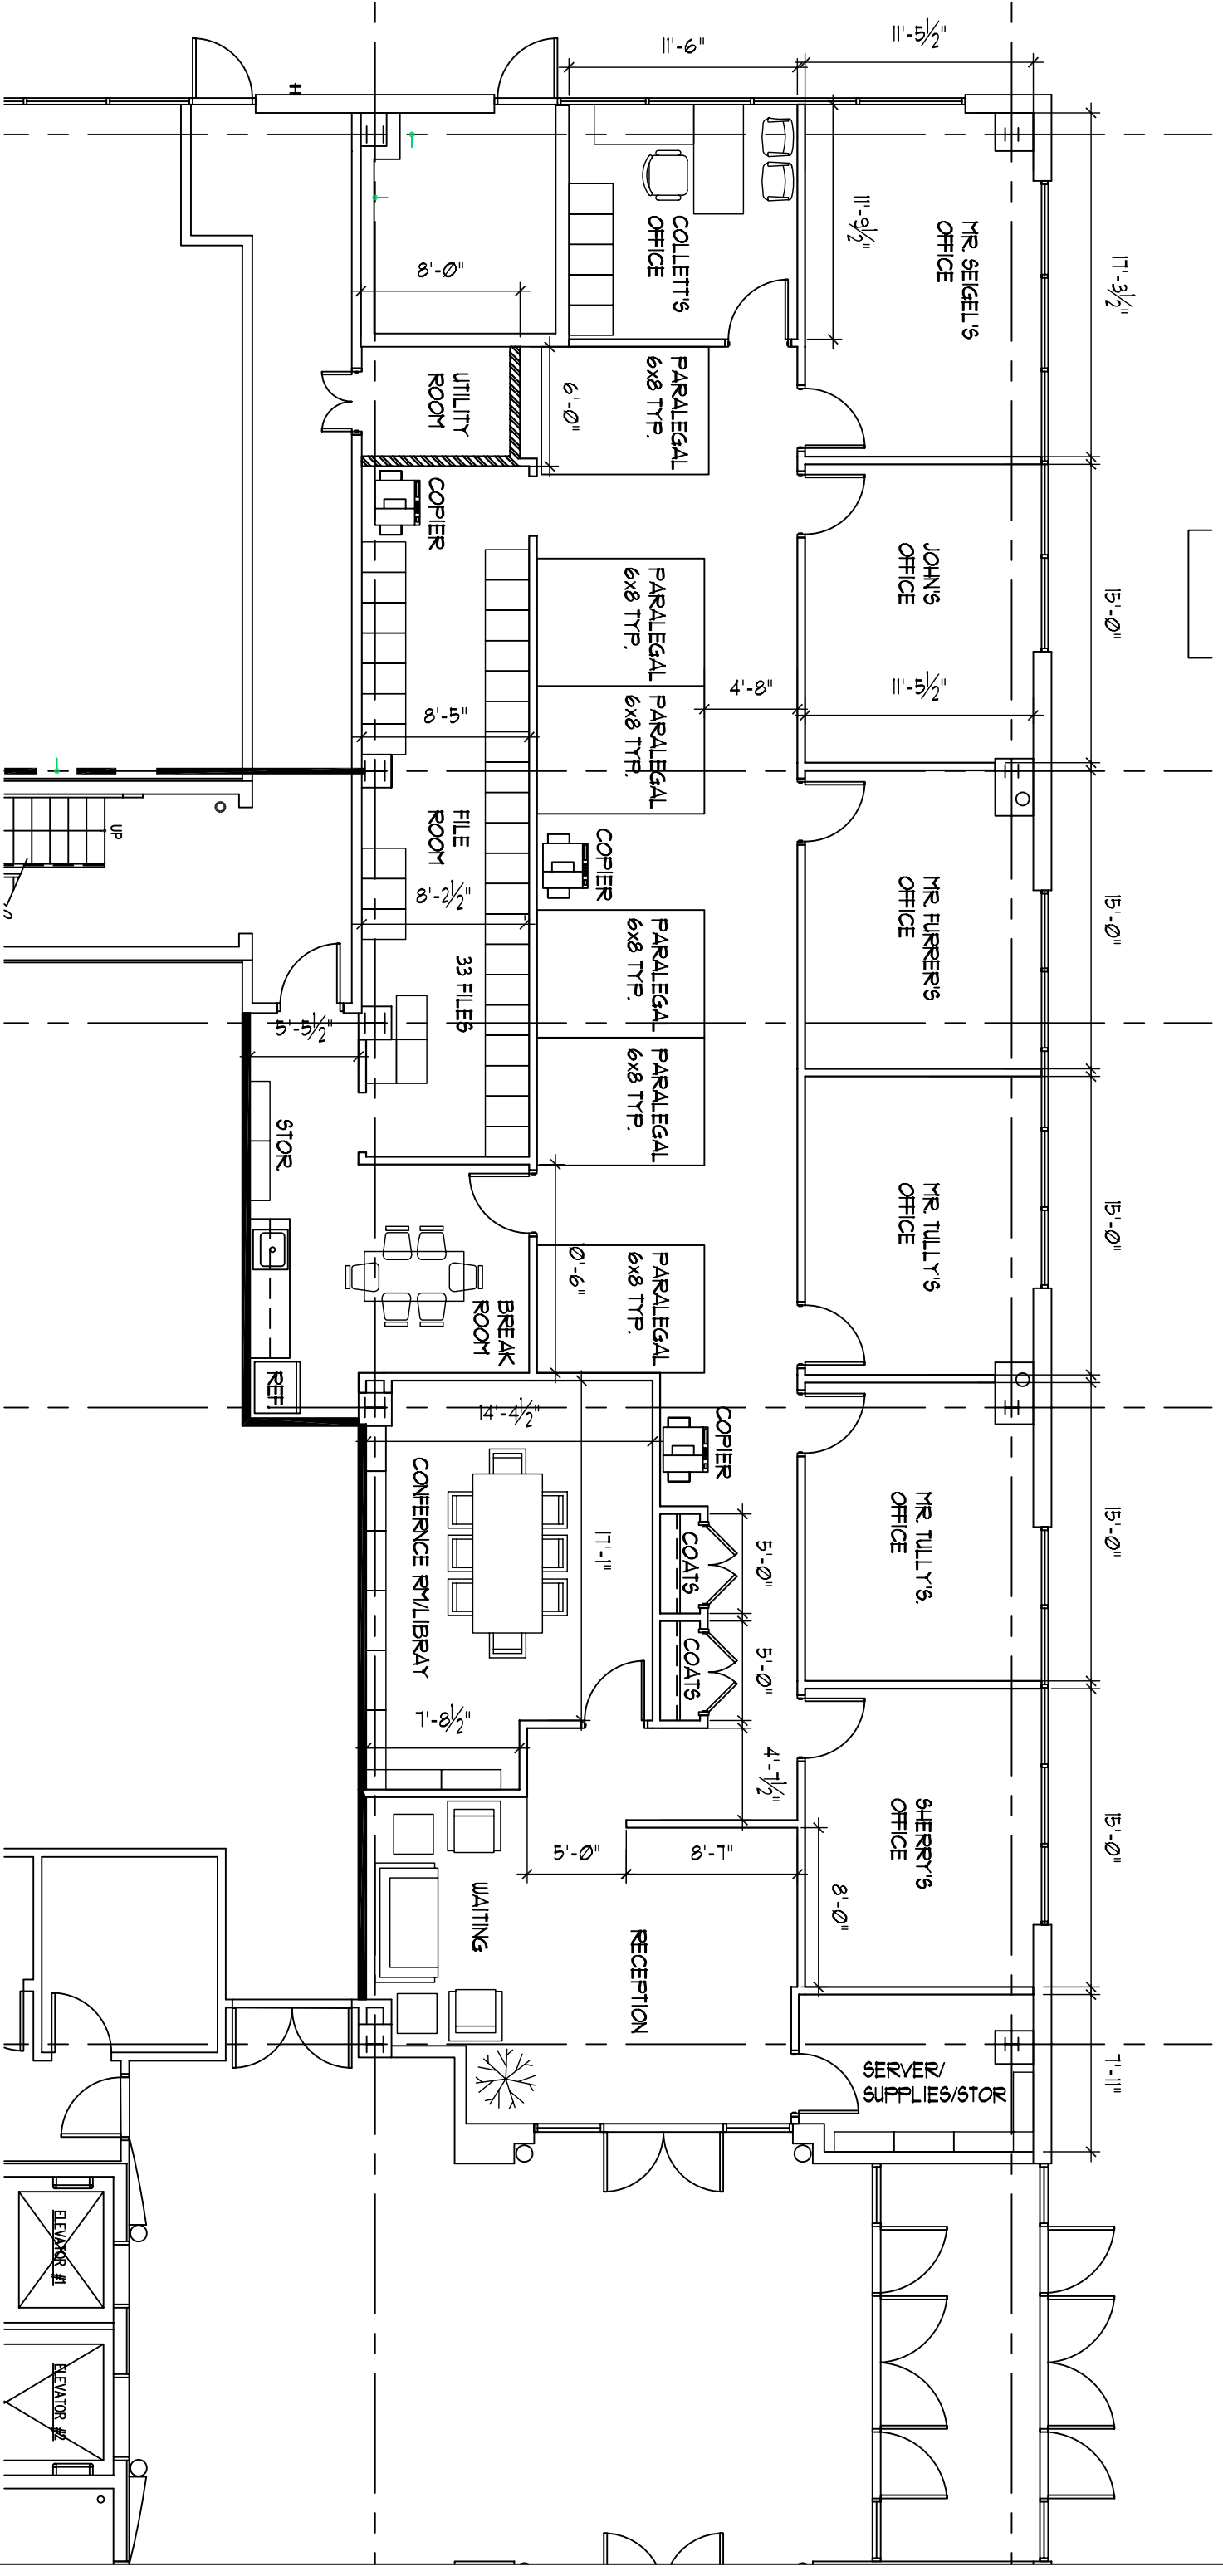 11'-6"
11'-5½"
H
MR. SEIGEL'S
OFFICE
17'-3½"
11'-9½"
COLLETT'S
OFFICE
8'-0"
UTILITY
ROOM
6'-0"
PARALEGAL
6x8 TYP.
COPIER
JOHN'S
OFFICE
15'-0"
PARALEGAL
6x8 TYP.
11'-5½"
4'-8"
PARALEGAL
6x8 TYP.
8'-5"
UP
FILE
ROOM
8'-2½"
COPIER
MR. FURRER'S
OFFICE
15'-0"
PARALEGAL
6x8 TYP.
33 FILES
5'-5½"
PARALEGAL
6x8 TYP.
STOR.
MR. TULLY'S
OFFICE
15'-0"
10'-6"
PARALEGAL
6x8 TYP.
BREAK
ROOM
REF
14'-4½"
COPIER
CONFERNCE RM/LIBRAY
17'-1"
COATS
5'-0"
MR. TULLY'S.
OFFICE
15'-0"
COATS
5'-0"
7'-8½"
4'-7½"
SHERRY'S
OFFICE
15'-0"
5'-0"
8'-7"
8'-0"
WAITING
RECEPTION
SERVER/
SUPPLIES/STOR
7'-11"
ELEVATOR #1
ELEVATOR #2